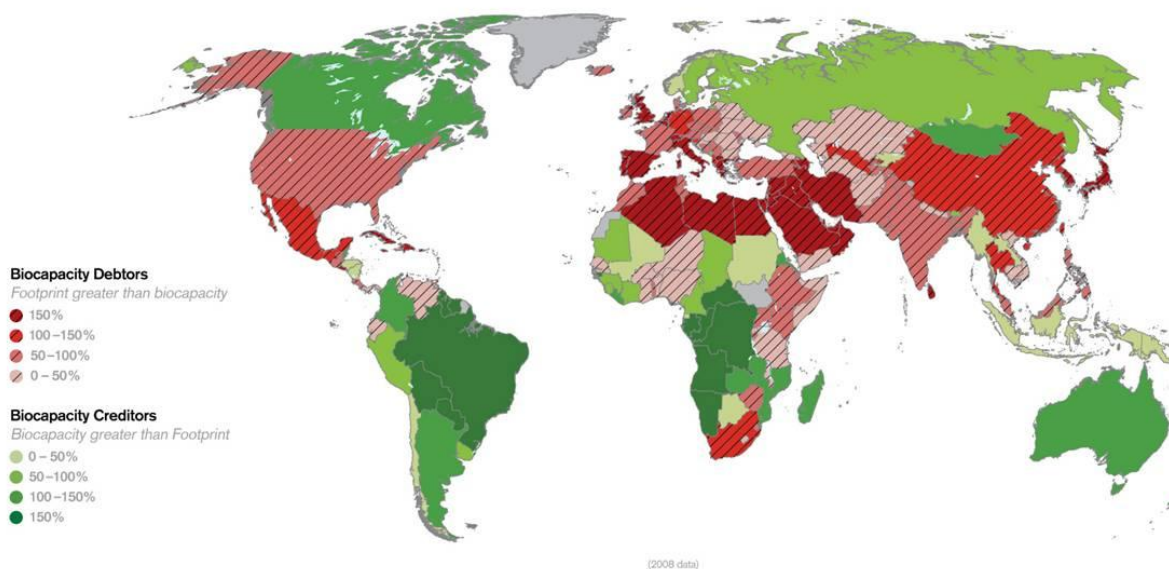 Biocapacity Debtors
Footprint greater than biocapacity
150%
100–150%
50–100%
0–50%
Biocapacity Creditors
Biocapacity greater than Footprint
0–50%
50–100%
100–150%
150%
(2008 data)